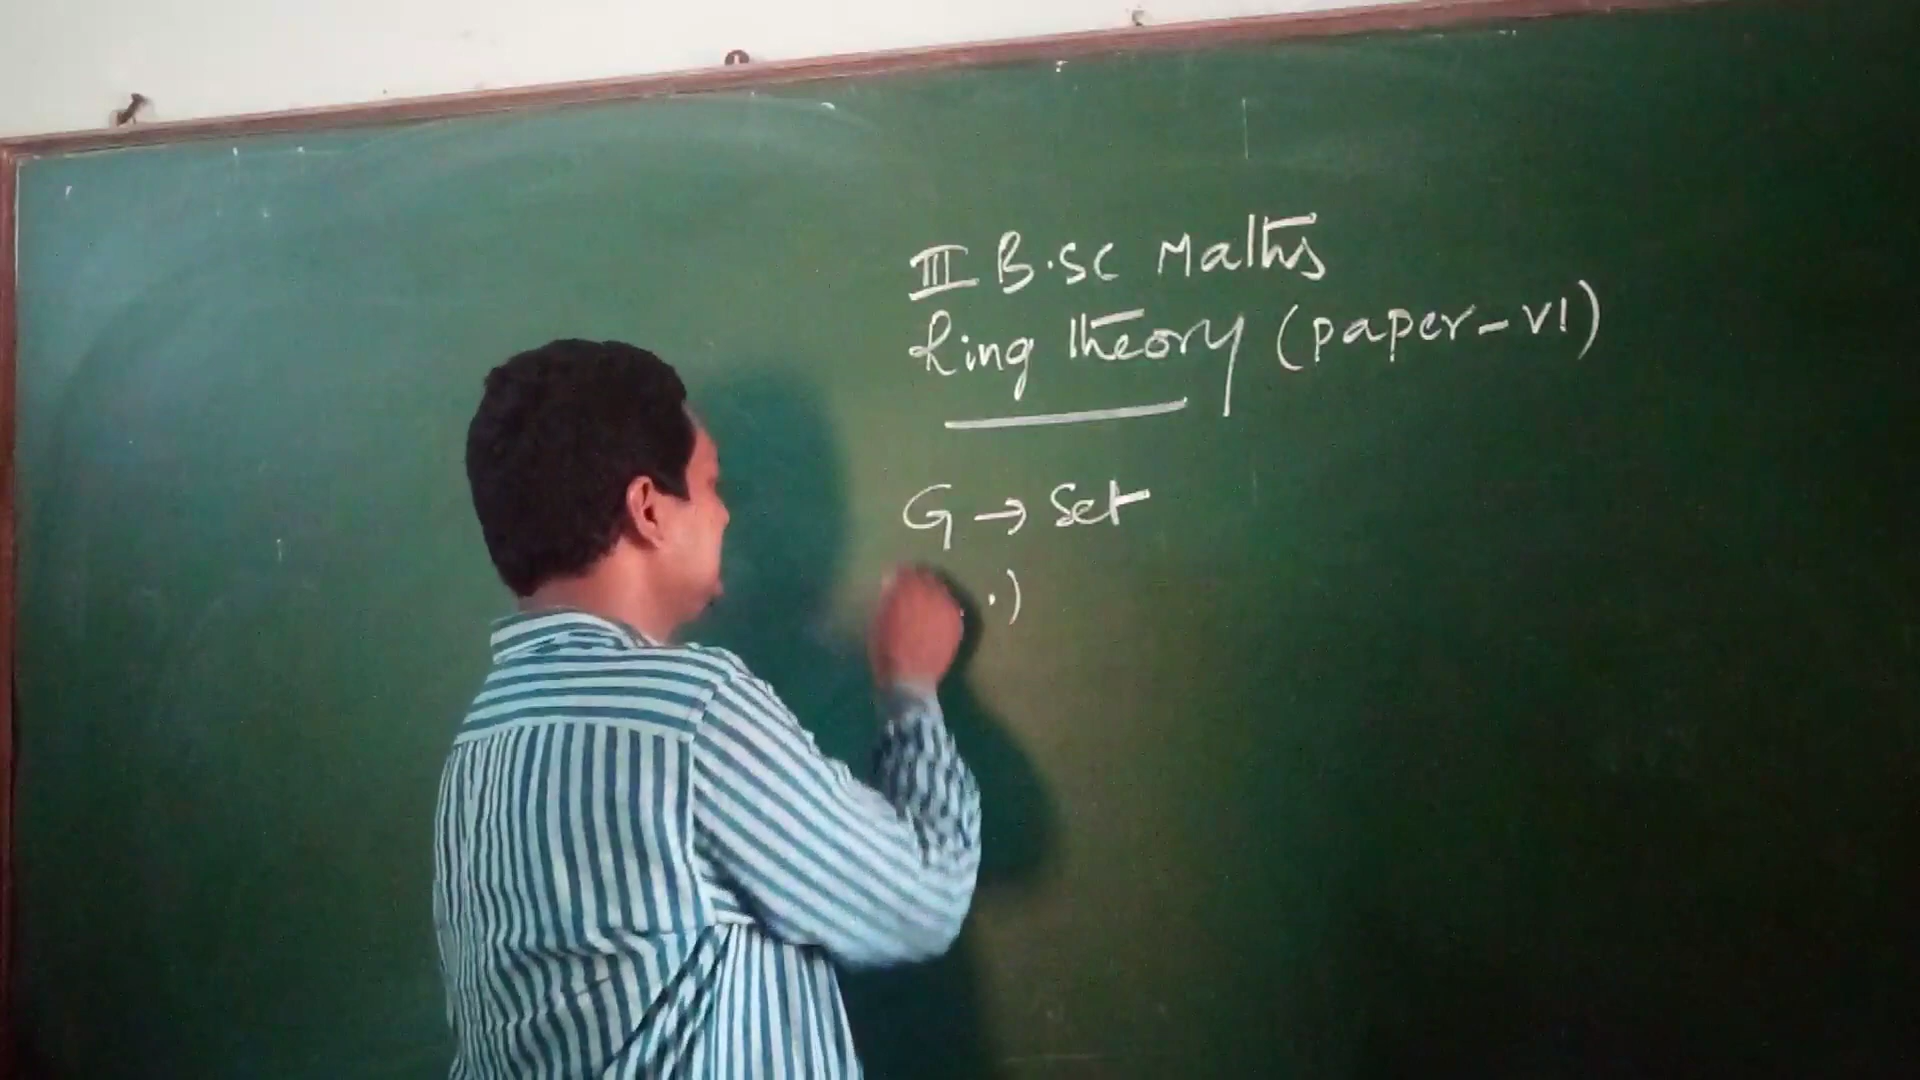 III B.SC Maths
Ring theory (paper-VI)
G → Set
.)